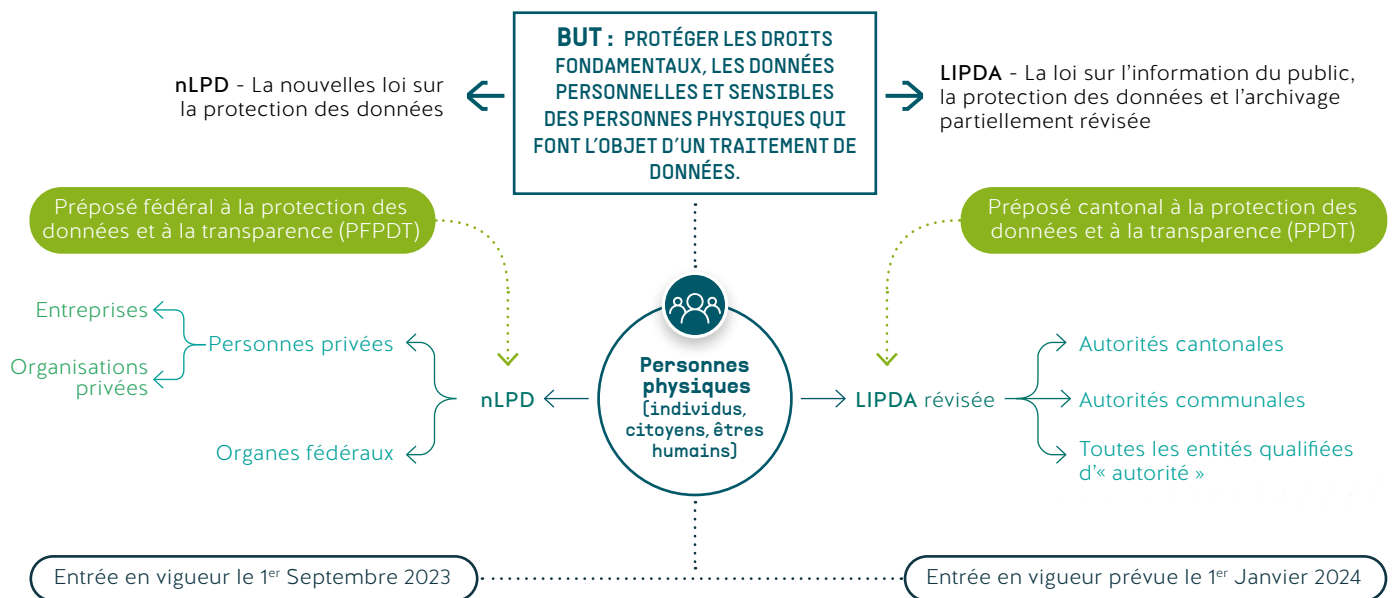 BUT : PROTÉGER LES DROITS
FONDAMENTAUX, LES DONNÉES
PERSONNELLES ET SENSIBLES
DES PERSONNES PHYSIQUES QUI
FONT L'OBJET D'UN TRAITEMENT DE
DONNÉES.
nLPD - La nouvelles loi sur
la protection des données
LIPDA - La loi sur l'information du public,
la protection des données et l'archivage
partiellement révisée
Préposé fédéral à la protection des
données et à la transparence (PFPDT)
Préposé cantonal à la protection des
données et à la transparence (PPDT)
Entreprises
Organisations
privées
Personnes privées
Organes fédéraux
nLPD
Personnes
physiques
(individus,
citoyens, êtres
humains)
LIPDA révisée
Autorités cantonales
Autorités communales
Toutes les entités qualifiées
d'« autorité »
Entrée en vigueur le 1er Septembre 2023
Entrée en vigueur prévue le 1er Janvier 2024